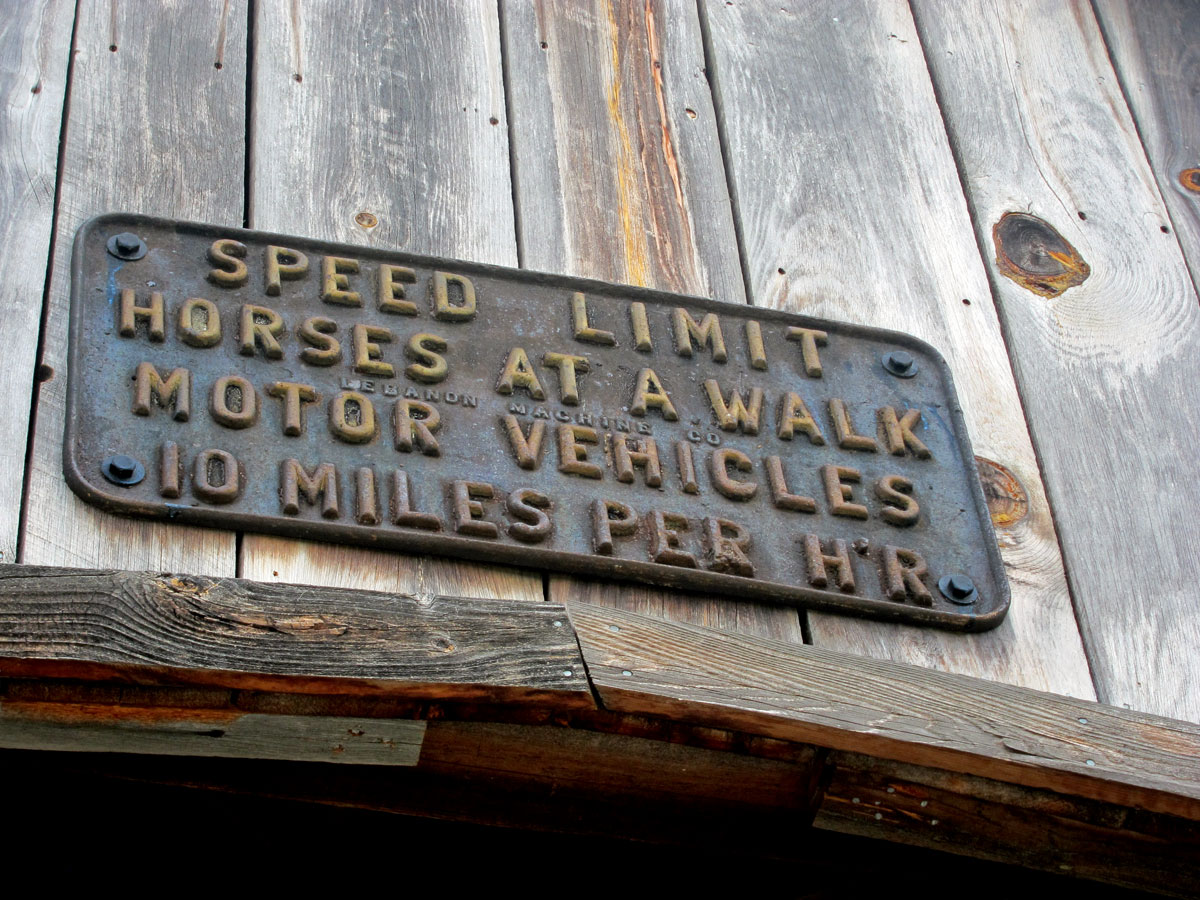 SPEED LIMIT
HORSES AT A WALK
LEBANON MACHINE CO
MOTOR VEHICLES
10 MILES PER H'R